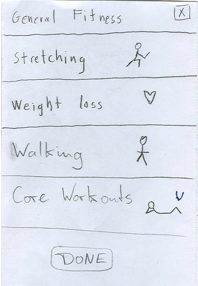 General Fitness X
Stretching
Weight loss
Walking
Core Workouts
DONE